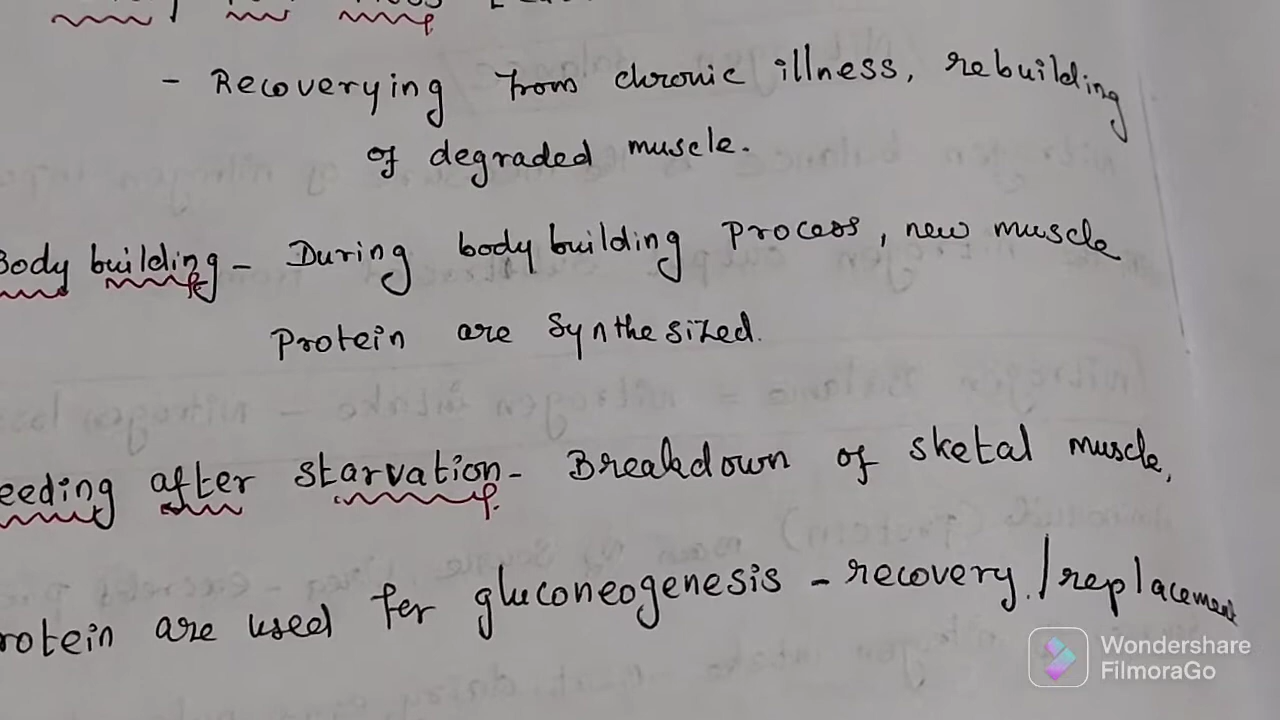 - Recoverying from chronic illness, rebuilding
of degraded muscle.
Body building - During body building process, new muscle
Protein are Synthesized.
eeding after starvation - Breakdown of sketal muscle,
rotein are used for gluconeogenesis - recovery / replacement
Wondershare
FilmoraGo